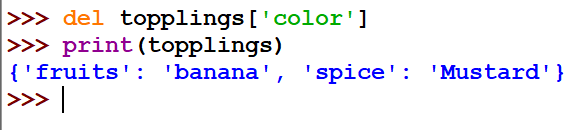 >>> del topplings['color']
>>> print(topplings)
{'fruits': 'banana', 'spice': 'Mustard'}
>>>